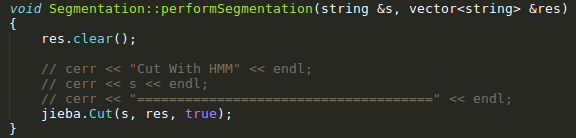 void Segmentation::performSegmentation(string &s, vector<string> &res)
{
    res.clear();

    // cerr << "Cut With HMM" << endl;
    // cerr << s << endl;
    // cerr << "=====================================" << endl;
    jieba.Cut(s, res, true);
}